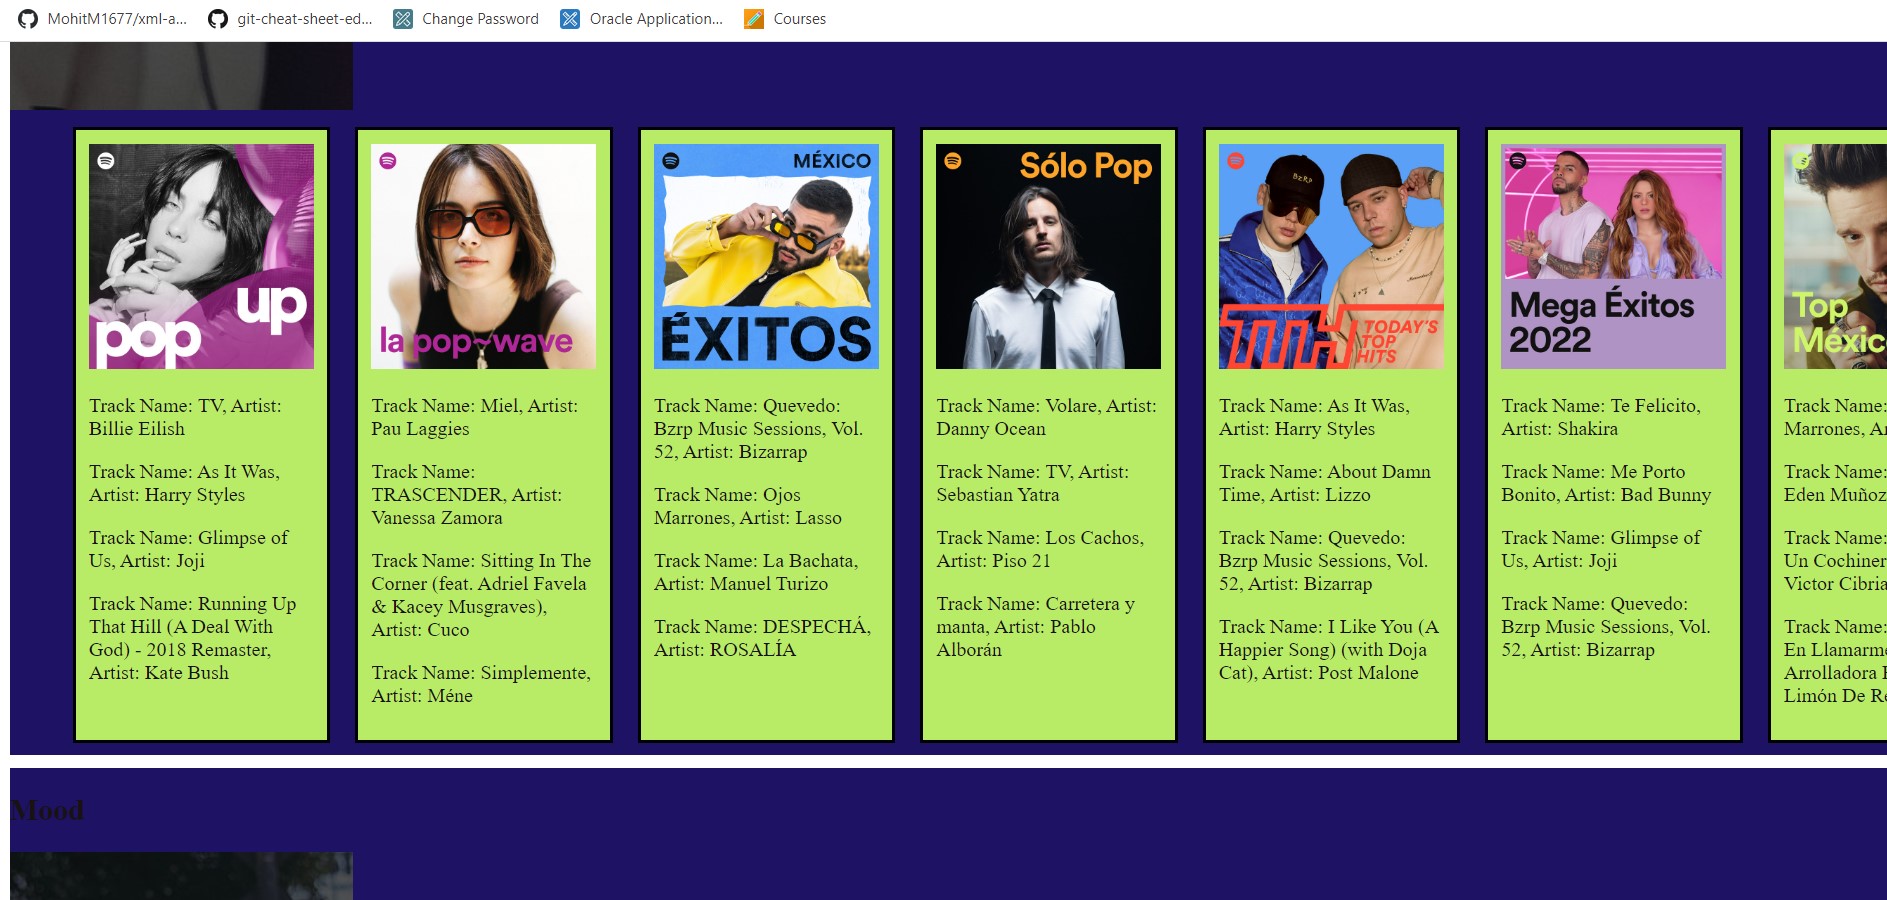 MohitM1677/xml-a...
git-cheat-sheet-ed...
Change Password
Oracle Application...
Courses
pop
up
Track Name: TV, Artist:
Billie Eilish
Track Name: As It Was,
Artist: Harry Styles
Track Name: Glimpse of
Us, Artist: Joji
Track Name: Running Up
That Hill (A Deal With
God) - 2018 Remaster,
Artist: Kate Bush
la pop~wave
Track Name: Miel, Artist:
Pau Laggies
Track Name:
TRASCENDER, Artist:
Vanessa Zamora
Track Name: Sitting In The
Corner (feat. Adriel Favela
& Kacey Musgraves),
Artist: Cuco
Track Name: Simplemente,
Artist: Méne
MÉXICO
ÉXITOS
Track Name: Quevedo:
Bzrp Music Sessions, Vol.
52, Artist: Bizarrap
Track Name: Ojos
Marrones, Artist: Lasso
Track Name: La Bachata,
Artist: Manuel Turizo
Track Name: DESPECHÁ,
Artist: ROSALÍA
Sólo Pop
Track Name: Volare, Artist:
Danny Ocean
Track Name: TV, Artist:
Sebastian Yatra
Track Name: Los Cachos,
Artist: Piso 21
Track Name: Carretera y
manta, Artist: Pablo
Alborán
BZRP
TTH
TODAY'S
TOP
HITS
Track Name: As It Was,
Artist: Harry Styles
Track Name: About Damn
Time, Artist: Lizzo
Track Name: Quevedo:
Bzrp Music Sessions, Vol.
52, Artist: Bizarrap
Track Name: I Like You (A
Happier Song) (with Doja
Cat), Artist: Post Malone
Mega Éxitos
2022
Track Name: Te Felicito,
Artist: Shakira
Track Name: Me Porto
Bonito, Artist: Bad Bunny
Track Name: Glimpse of
Us, Artist: Joji
Track Name: Quevedo:
Bzrp Music Sessions, Vol.
52, Artist: Bizarrap
Top
Méxic
Track Name:
Marrones, A
Track Name:
Eden Muñoz
Track Name:
Un Cochiner
Victor Cibria
Track Name:
En Llamarme
Arrolladora
Limón De Re
Mood